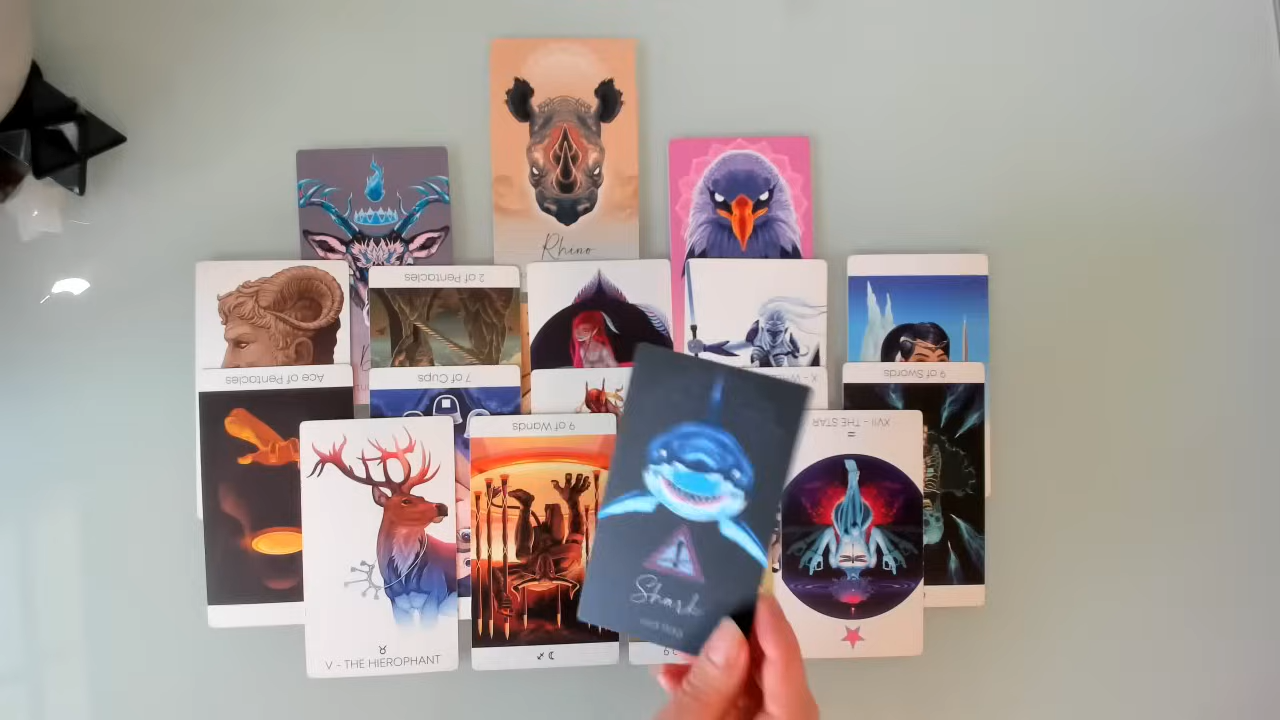 Rhino
2 of Pentacles
Ace of Pentacles
7 of Cups
9 of Swords
9 of Wands
XVII - THE STAR
Shark
V - THE HIEROPHANT